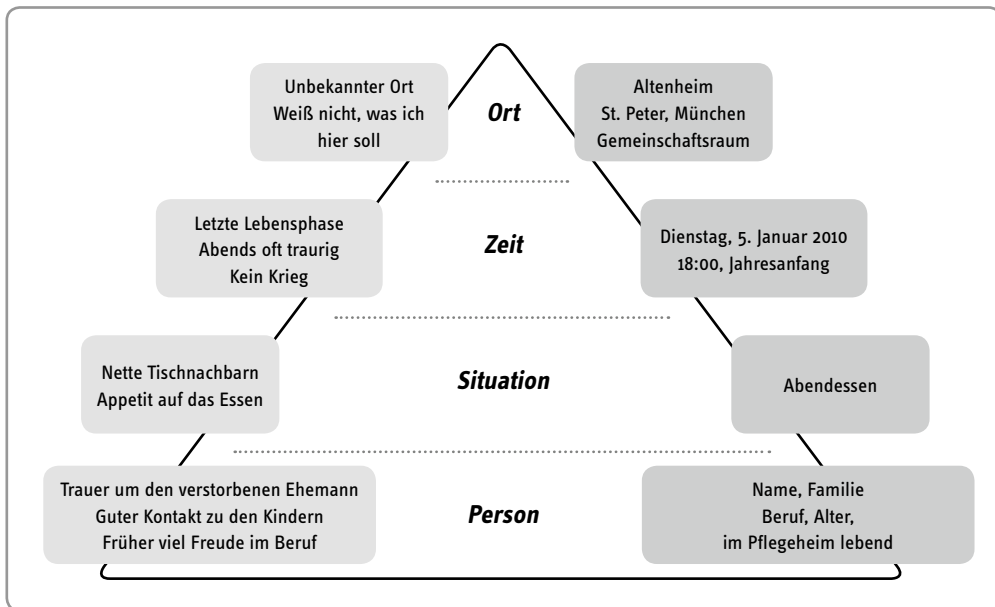 Unbekannter Ort
Weiß nicht, was ich
hier soll
Ort
Altenheim
St. Peter, München
Gemeinschaftsraum
Letzte Lebensphase
Abends oft traurig
Kein Krieg
Zeit
Dienstag, 5. Januar 2010
18:00, Jahresanfang
Nette Tischnachbarn
Appetit auf das Essen
Situation
Abendessen
Trauer um den verstorbenen Ehemann
Guter Kontakt zu den Kindern
Früher viel Freude im Beruf
Person
Name, Familie
Beruf, Alter,
im Pflegeheim lebend